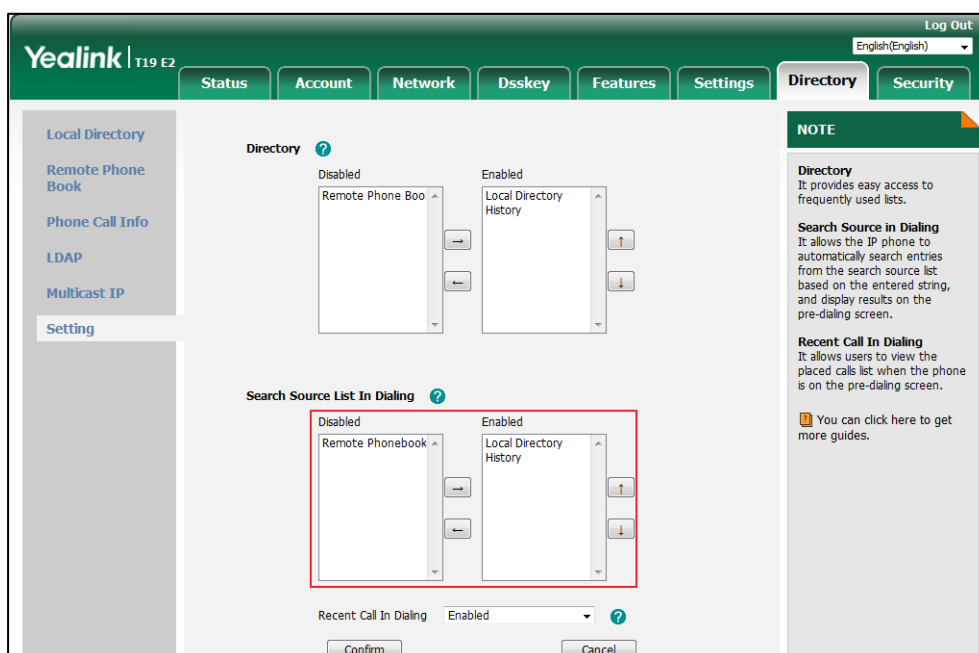 Log Out
Yealink T19 E2
English(English)
Status Account Network Dsskey Features Settings Directory Security
Local Directory
Remote Phone
Book
Phone Call Info
LDAP
Multicast IP
Setting
Directory ?
Disabled Enabled
Remote Phone Boo Local Directory
History
→ ↑
← ↓
Search Source List In Dialing ?
Disabled Enabled
Remote Phonebook Local Directory
History
→ ↑
← ↓
Recent Call In Dialing Enabled ?
Confirm Cancel
NOTE
Directory
It provides easy access to
frequently used lists.
Search Source in Dialing
It allows the IP phone to
automatically search entries
from the search source list
based on the entered string,
and display results on the
pre-dialing screen.
Recent Call In Dialing
It allows users to view the
placed calls list when the phone
is on the pre-dialing screen.
? You can click here to get
more guides.